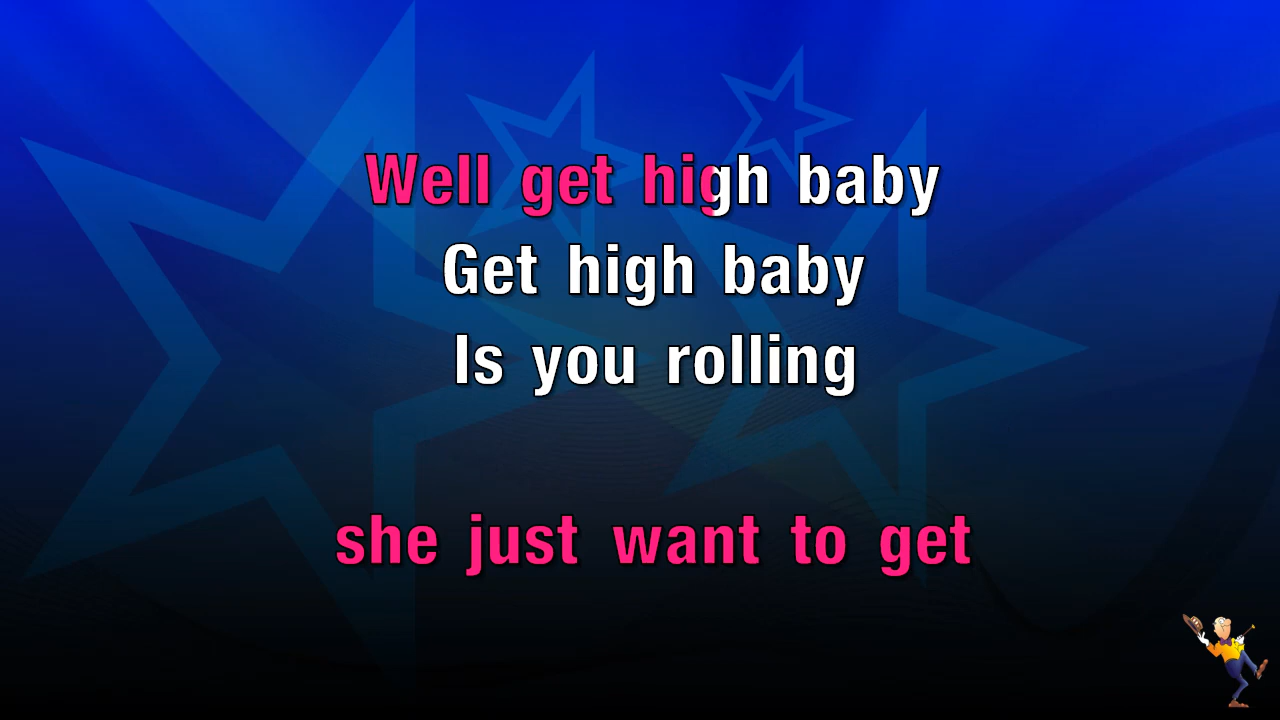 Well get high baby
Get high baby
Is you rolling
she just want to get